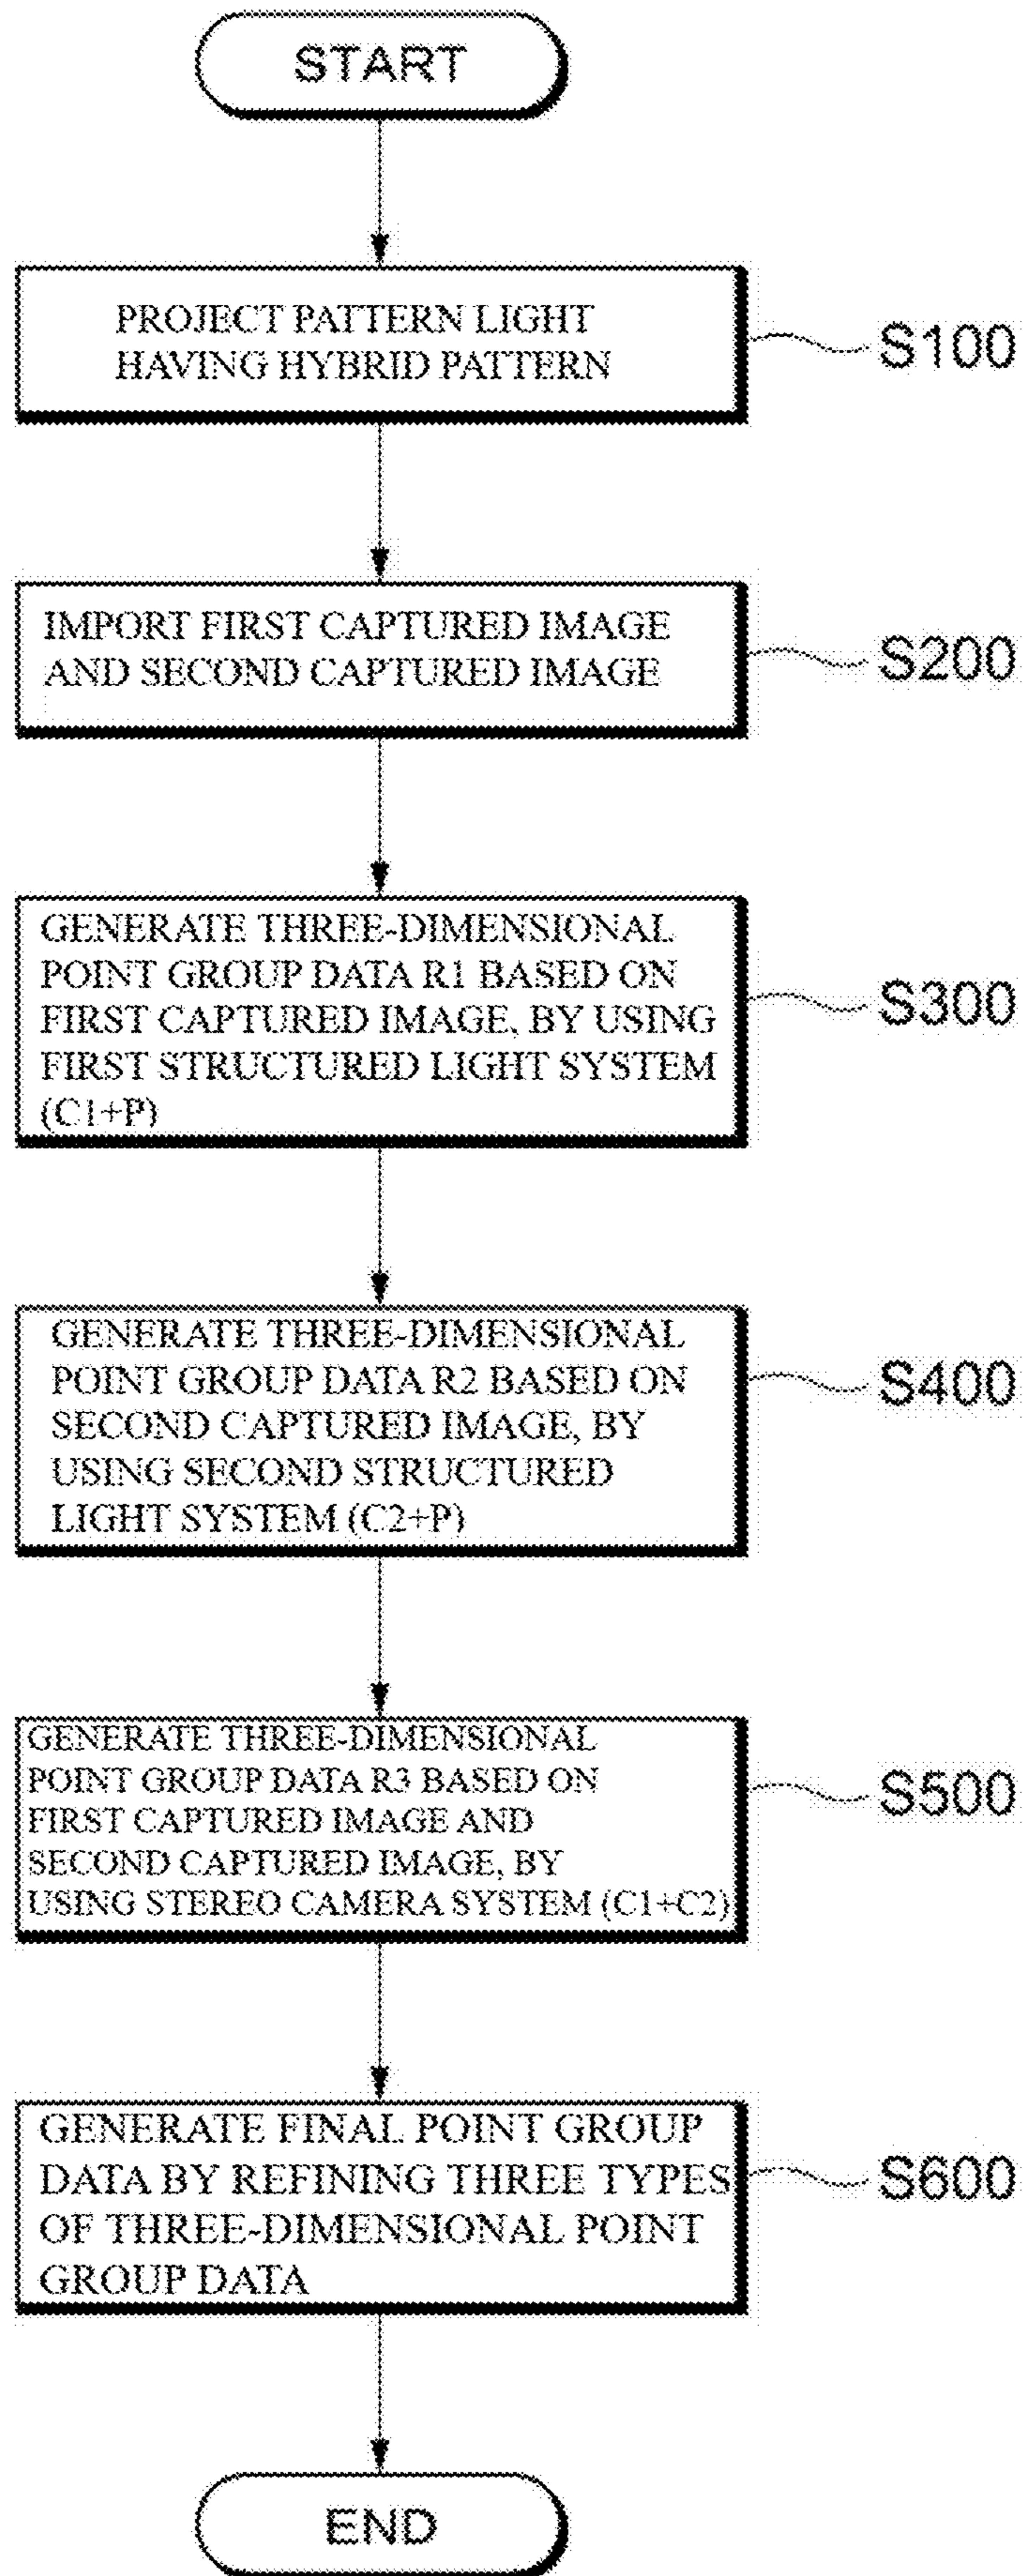 START
PROJECT PATTERN LIGHT
HAVING HYBRID PATTERN
S100
IMPORT FIRST CAPTURED IMAGE
AND SECOND CAPTURED IMAGE
S200
GENERATE THREE-DIMENSIONAL
POINT GROUP DATA R1 BASED ON
FIRST CAPTURED IMAGE, BY USING
FIRST STRUCTURED LIGHT SYSTEM
(C1+P)
S300
GENERATE THREE-DIMENSIONAL
POINT GROUP DATA R2 BASED ON
SECOND CAPTURED IMAGE, BY
USING SECOND STRUCTURED
LIGHT SYSTEM (C2+P)
S400
GENERATE THREE-DIMENSIONAL
POINT GROUP DATA R3 BASED ON
FIRST CAPTURED IMAGE AND
SECOND CAPTURED IMAGE, BY
USING STEREO CAMERA SYSTEM (C1+C2)
S500
GENERATE FINAL POINT GROUP
DATA BY REFINING THREE TYPES
OF THREE-DIMENSIONAL POINT
GROUP DATA
S600
END